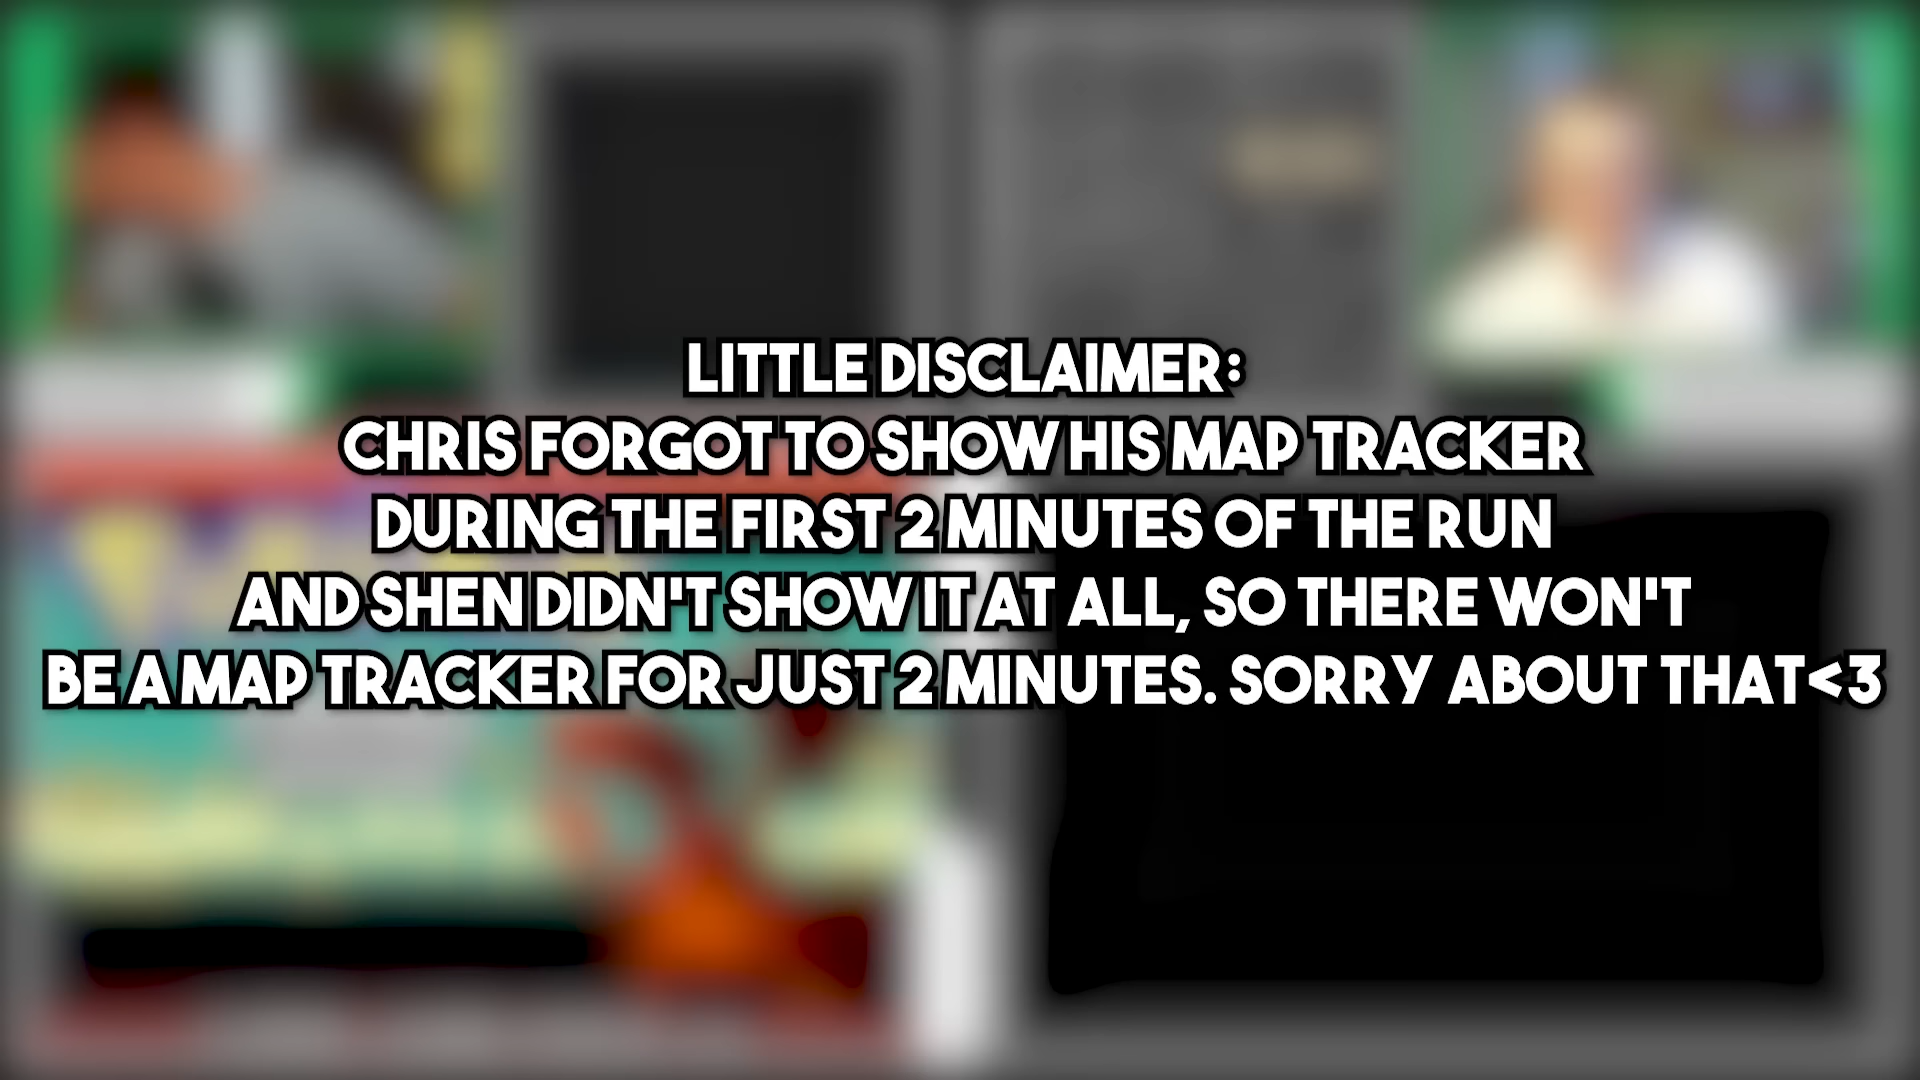 LITTLE DISCLAIMER:
CHRIS FORGOT TO SHOW HIS MAP TRACKER
DURING THE FIRST 2 MINUTES OF THE RUN
AND SHEN DIDN'T SHOW IT AT ALL, SO THERE WON'T
BE A MAP TRACKER FOR JUST 2 MINUTES. SORRY ABOUT THAT<3